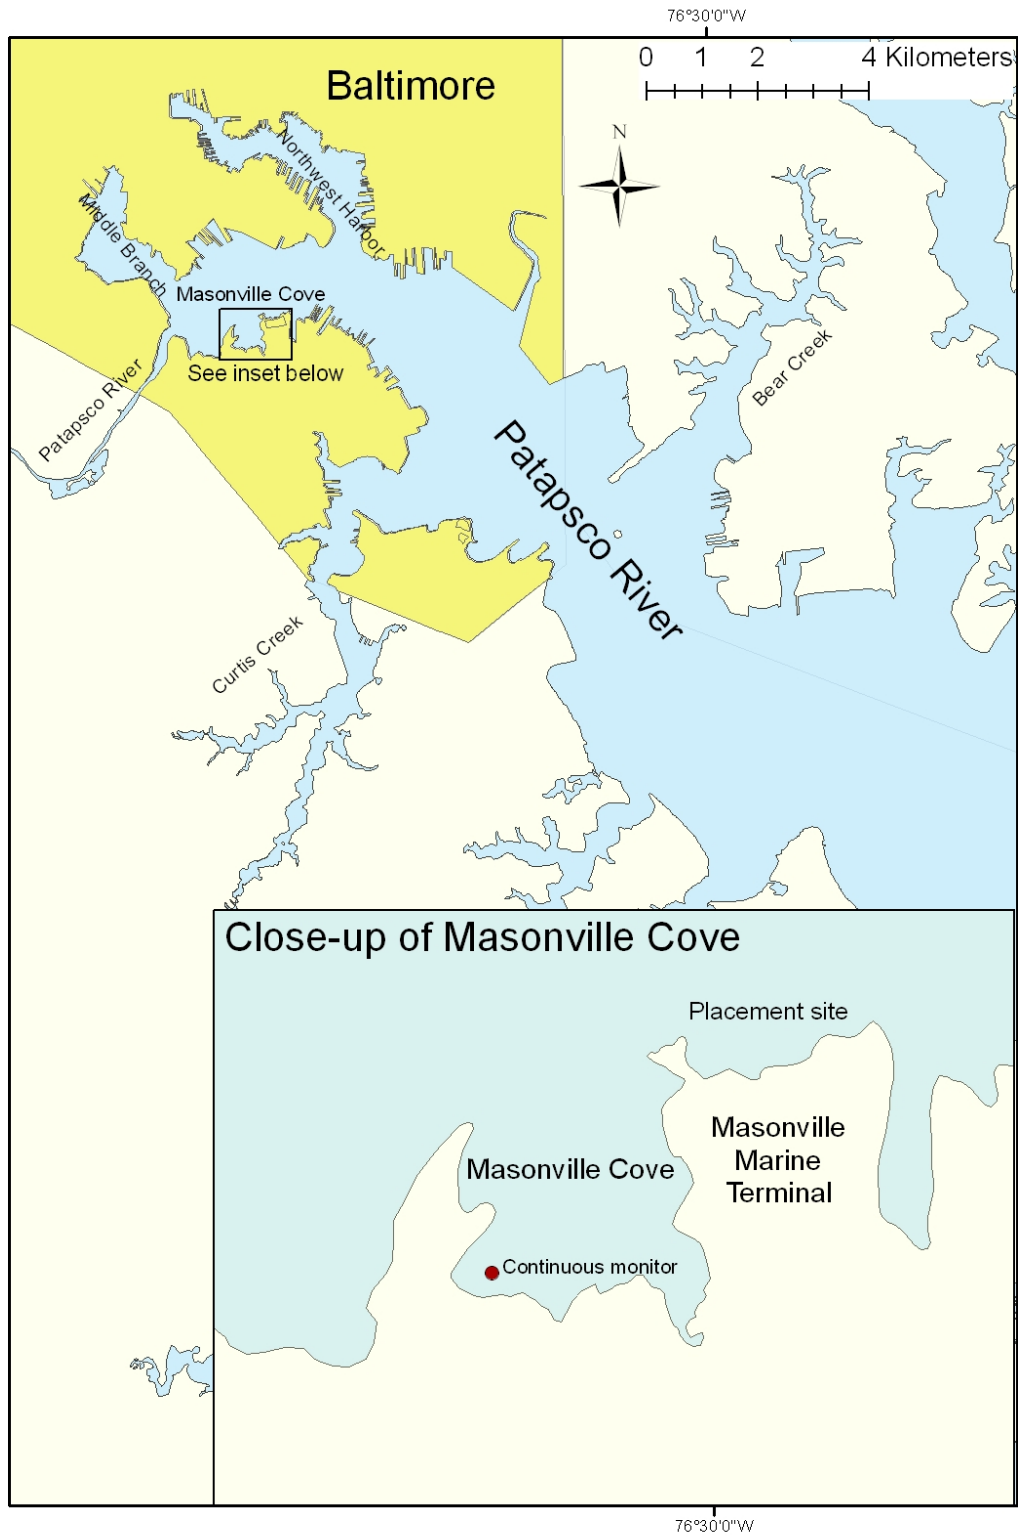 76°30'0"W
0 1 2 4 Kilometers
Baltimore
N
Northwest Harbor
Middle Branch
Masonville Cove
See inset below
Patapsco River
Bear Creek
Patapsco River
Curtis Creek
Close-up of Masonville Cove
Placement site
Masonville
Marine
Terminal
Masonville Cove
Continuous monitor
76°30'0"W